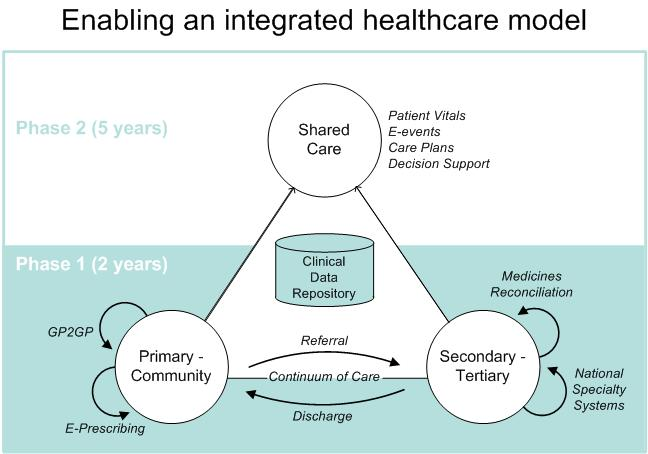 Enabling an integrated healthcare model
Phase 2 (5 years)
Shared
Care
Patient Vitals
E-events
Care Plans
Decision Support
Phase 1 (2 years)
Clinical
Data
Repository
Medicines
Reconciliation
GP2GP
Primary -
Community
E-Prescribing
Referral
Continuum of Care
Discharge
Secondary -
Tertiary
National
Specialty
Systems